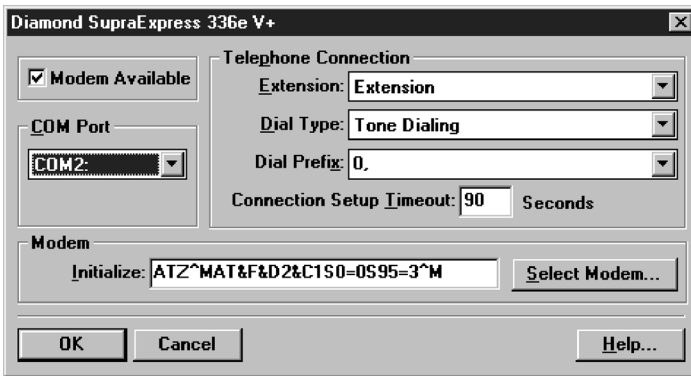 Diamond SupraExpress 336e V+
Modem Available
Telephone Connection
Extension: Extension
COM Port
Dial Type: Tone Dialing
COM2:
Dial Prefix: 0,
Connection Setup Timeout: 90 Seconds
Modem
Initialize: ATZ^MAT&F&D2&C1S0=0S95=3^M Select Modem...
OK Cancel Help...